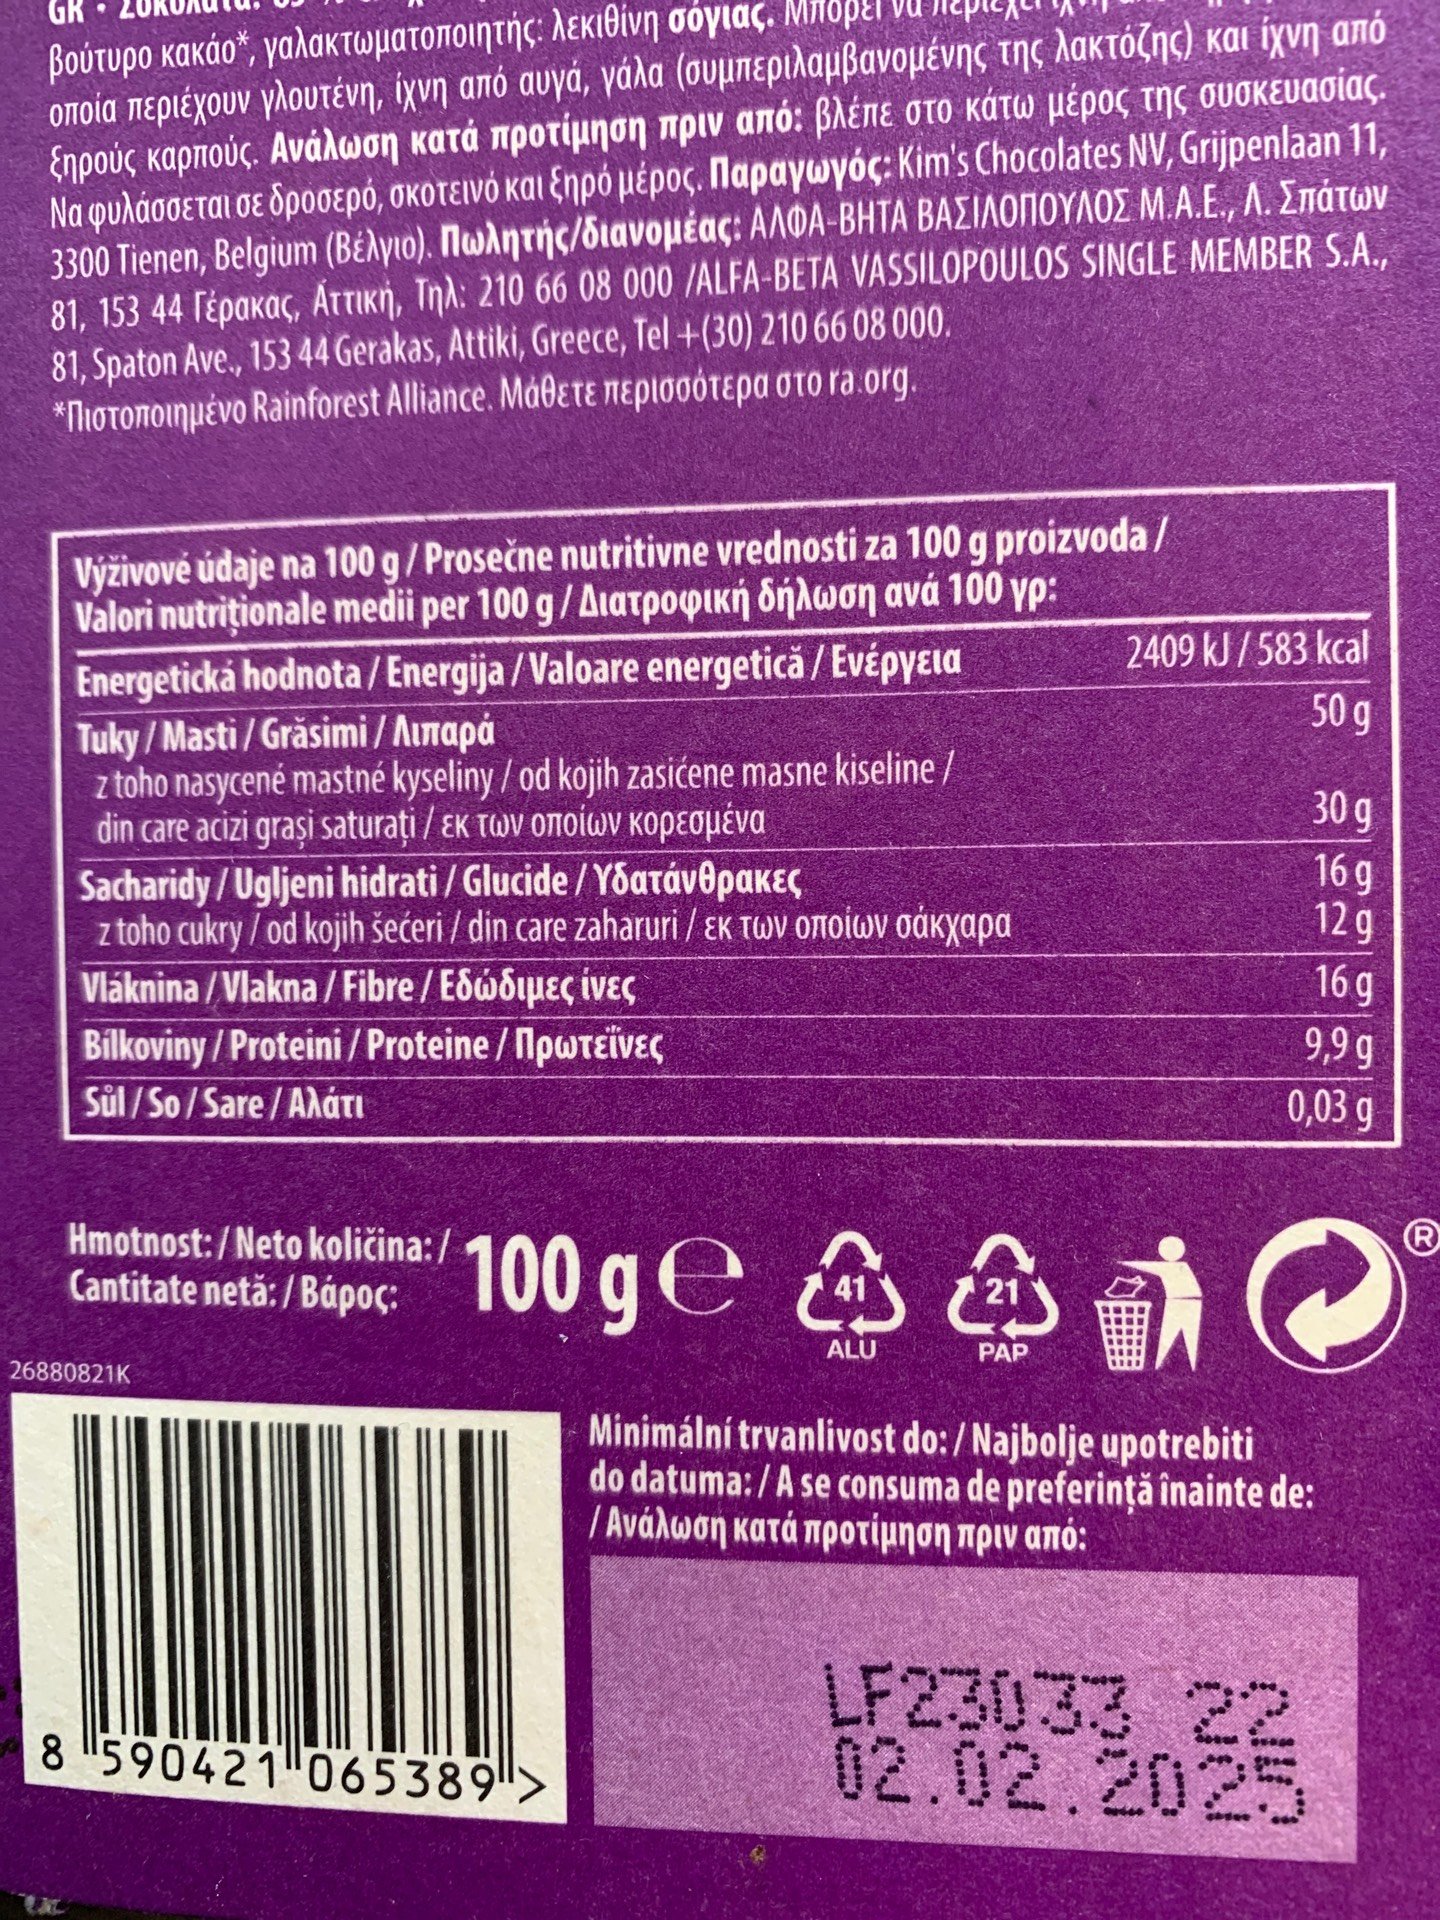 GR
βούτυρο κακάο*, γαλακτωματοποιητής: λεκιθίνη σόγιας. Μπορεί να περιέχει
οποία περιέχουν γλουτένη, ίχνη από αυγά, γάλα (συμπεριλαμβανομένης της λακτόζης) και ίχνη από
ξηρούς καρπούς. Ανάλωση κατά προτίμηση πριν από: βλέπε στο κάτω μέρος της συσκευασίας.
Να φυλάσσεται σε δροσερό, σκοτεινό και ξηρό μέρος. Παραγωγός: Kim's Chocolates NV, Grijpenlaan 11,
3300 Tienen, Belgium (Βέλγιο). Πωλητής/διανομέας: ΑΛΦΑ-ΒΗΤΑ ΒΑΣΙΛΟΠΟΥΛΟΣ Μ.Α.Ε., Λ. Σπάτων
81, 153 44 Γέρακας, Άττική, Τηλ: 210 66 08 000 /ALFA-BETA VASSILOPOULOS SINGLE MEMBER S.A.,
81, Spaton Ave., 153 44 Gerakas, Attiki, Greece, Tel +(30) 210 66 08 000.
*Πιστοποιημένο Rainforest Alliance. Μάθετε περισσότερα στο ra.org.
Výživové údaje na 100 g / Prosečne nutritivne vrednosti za 100 g proizvoda /
Valori nutriționale medii per 100 g / Διατροφική δήλωση ανά 100 γρ:
Energetická hodnota / Energija / Valoare energetică / Ενέργεια 2409 kJ / 583 kcal
Tuky / Masti / Grăsimi / Λιπαρά 50 g
z toho nasycené mastné kyseliny / od kojih zasićene masne kiseline /
din care acizi grași saturați / εκ των οποίων κορεσμένα 30 g
Sacharidy / Ugljeni hidrati / Glucide / Υδατάνθρακες 16 g
z toho cukry / od kojih šećeri / din care zaharuri / εκ των οποίων σάκχαρα 12 g
Vláknina / Vlakna / Fibre / Εδώδιμες ίνες 16 g
Bílkoviny / Proteini / Proteine / Πρωτεΐνες 9,9 g
Sůl / So / Sare / Αλάτι 0,03 g
Hmotnost: / Neto količina: /
Cantitate netă: / Βάρος: 100 g ℮
41 ALU
21 PAP
®
26880821K
Minimální trvanlivost do: / Najbolje upotrebiti
do datuma: / A se consuma de preferință înainte de:
/ Ανάλωση κατά προτίμηση πριν από:
LF23033 22
02.02.2025
8 590421 065389 >